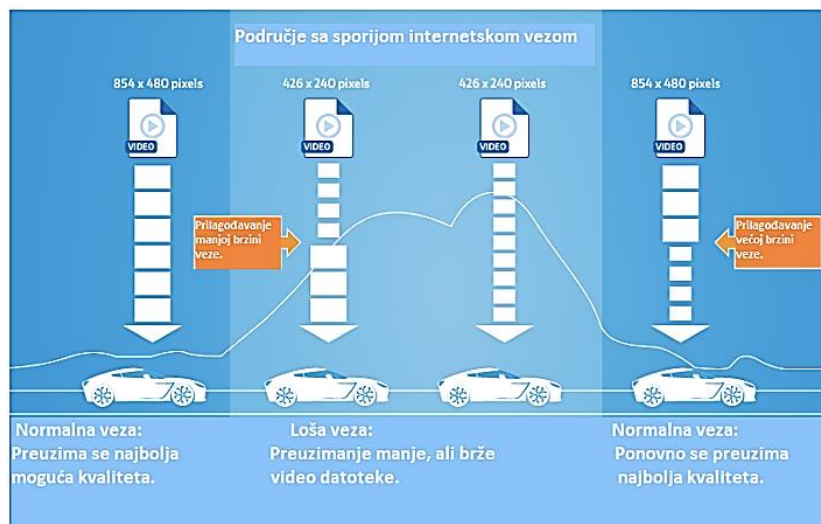 Područje sa sporijom internetskom vezom
854 x 480 pixels
426 x 240 pixels
426 x 240 pixels
854 x 480 pixels
VIDEO
VIDEO
VIDEO
VIDEO
Prilagođavanje
manjoj brzini
veze.
Prilagođavanje
većoj brzini
veze.
Normalna veza:
Preuzima se najbolja
moguća kvaliteta.
Loša veza:
Preuzimanje manje, ali brže
video datoteke.
Normalna veza:
Ponovno se preuzima
najbolja kvaliteta.